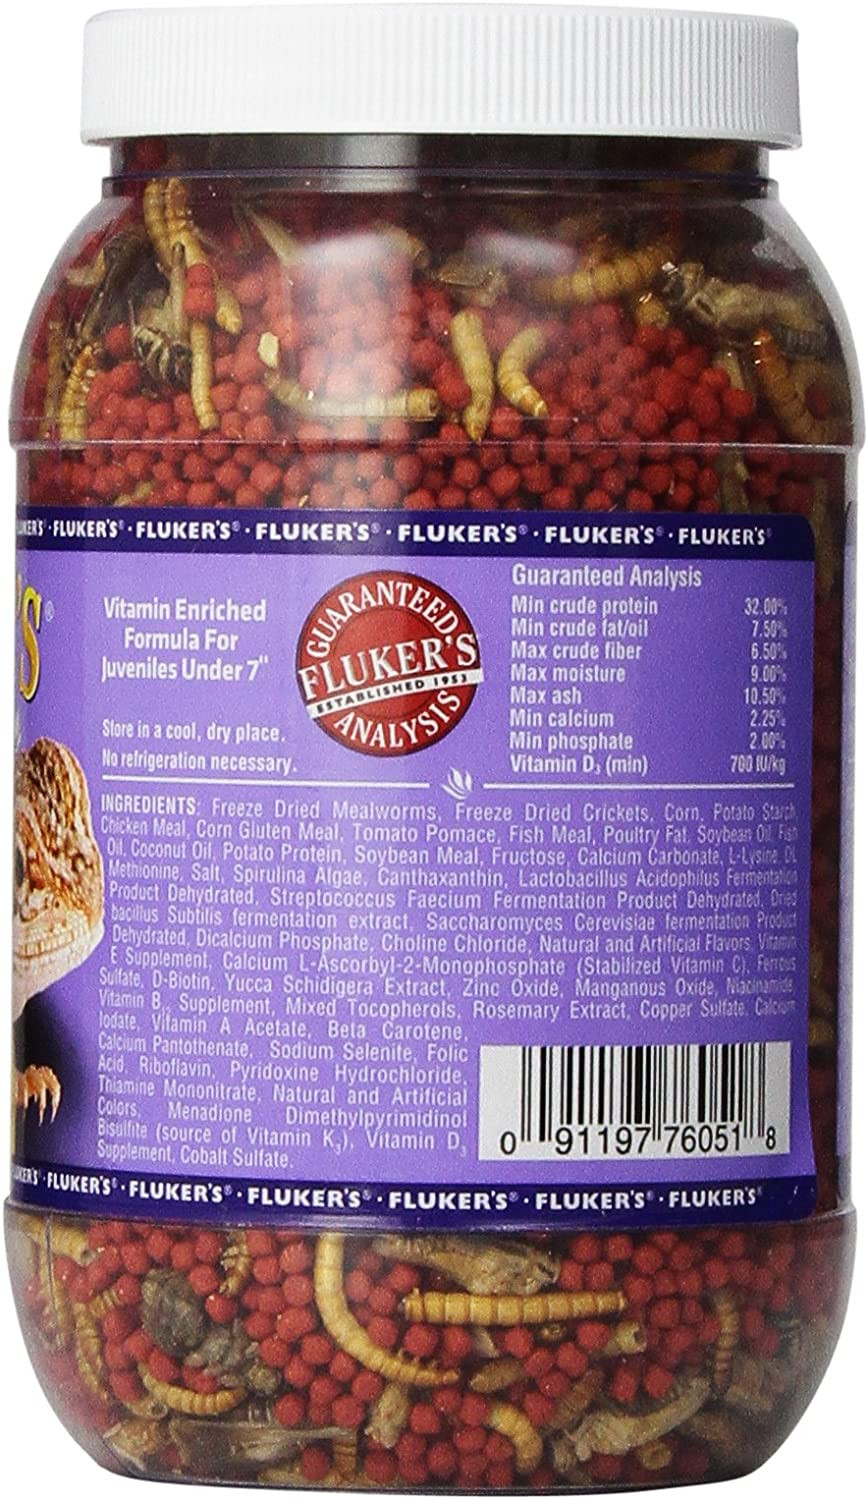 FLUKER'S® · FLUKER'S® · FLUKER'S® · FLUKER'S® · FLUKER'S® · FLUKER'S®
'S®
Vitamin Enriched
Formula For
Juveniles Under 7"
Store in a cool, dry place.
No refrigeration necessary.
GUARANTEED
FLUKER'S
ESTABLISHED 1953
ANALYSIS
Guaranteed Analysis
Min crude protein 32.00%
Min crude fat/oil 7.50%
Max crude fiber 6.50%
Max moisture 9.00%
Max ash 10.50%
Min calcium 2.25%
Min phosphate 2.00%
Vitamin D3 (min) 700 IU/kg
INGREDIENTS: Freeze Dried Mealworms, Freeze Dried Crickets, Corn, Potato Starch,
Chicken Meal, Corn Gluten Meal, Tomato Pomace, Fish Meal, Poultry Fat, Soybean Oil, Fish
Oil, Coconut Oil, Potato Protein, Soybean Meal, Fructose, Calcium Carbonate, L-Lysine, DL
Methionine, Salt, Spirulina Algae, Canthaxanthin, Lactobacillus Acidophilus Fermentation
Product Dehydrated, Streptococcus Faecium Fermentation Product Dehydrated, Dried
bacillus Subtilis fermentation extract, Saccharomyces Cerevisiae fermentation Product
Dehydrated, Dicalcium Phosphate, Choline Chloride, Natural and Artificial Flavors, Vitamin
E Supplement, Calcium L-Ascorbyl-2-Monophosphate (Stabilized Vitamin C), Ferrous
Sulfate, D-Biotin, Yucca Schidigera Extract, Zinc Oxide, Manganous Oxide, Niacinamide,
Vitamin B, Supplement, Mixed Tocopherols, Rosemary Extract, Copper Sulfate, Calcium
Iodate, Vitamin A Acetate, Beta Carotene,
Calcium Pantothenate, Sodium Selenite, Folic
Acid, Riboflavin, Pyridoxine Hydrochloride,
Thiamine Mononitrate, Natural and Artificial
Colors, Menadione Dimethylpyrimidinol
Bisulfite (source of Vitamin K3), Vitamin D3
Supplement, Cobalt Sulfate.
0 91197 76051 8
FLUKER'S® · FLUKER'S® · FLUKER'S® · FLUKER'S® · FLUKER'S® · FLUKER'S®